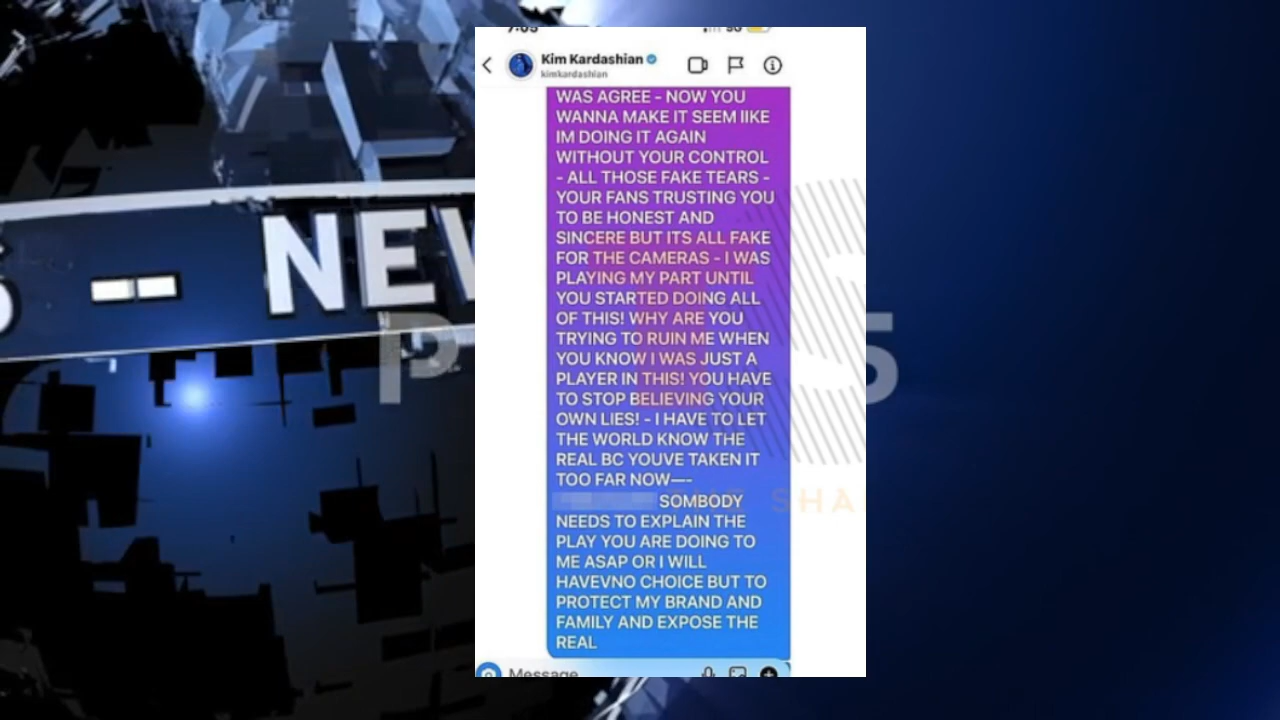 7:05
5G
Kim Kardashian
kimkardashian
WAS AGREE - NOW YOU
WANNA MAKE IT SEEM lIKE
IM DOING IT AGAIN
WITHOUT YOUR CONTROL
- ALL THOSE FAKE TEARS -
YOUR FANS TRUSTING YOU
TO BE HONEST AND
SINCERE BUT ITS ALL FAKE
FOR THE CAMERAS - I WAS
PLAYING MY PART UNTIL
YOU STARTED DOING ALL
OF THIS! WHY ARE YOU
TRYING TO RUIN ME WHEN
YOU KNOW I WAS JUST A
PLAYER IN THIS! YOU HAVE
TO STOP BELIEVING YOUR
OWN LIES! - I HAVE TO LET
THE WORLD KNOW THE
REAL BC YOUVE TAKEN IT
TOO FAR NOW—-
SOMBODY
NEEDS TO EXPLAIN THE
PLAY YOU ARE DOING TO
ME ASAP OR I WILL
HAVEVNO CHOICE BUT TO
PROTECT MY BRAND AND
FAMILY AND EXPOSE THE
REAL
Message